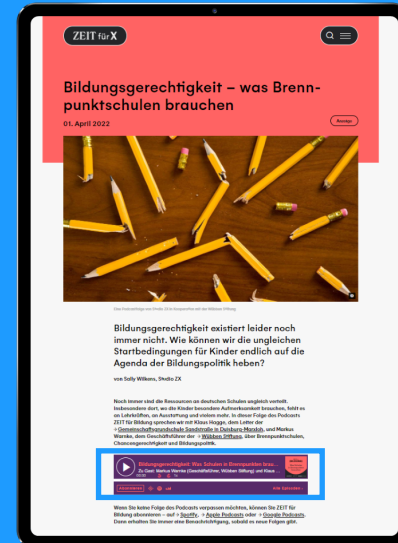 ZEIT für X
Bildungsgerechtigkeit – was Brenn-
punktschulen brauchen
01. April 2022
Anzeige
Bildungsgerechtigkeit existiert leider noch
immer nicht. Wie können wir die ungleichen
Startbedingungen für Kinder endlich auf die
Agenda der Bildungspolitik heben?
von Sally Wilkens, Studio ZX
Noch immer sind die Ressourcen an deutschen Schulen ungleich verteilt.
Insbesondere dort, wo die Kinder besondere Aufmerksamkeit brauchen, fehlt es
an Lehrkräften, an Ausstattung und vielem mehr. In dieser Folge des Podcasts
ZEIT für Bildung sprechen wir mit Klaus Hagge, dem Leiter der
Gemeinschaftsgrundschule Sandstraße in Duisburg-Marxloh, und Markus
Warnke, dem Geschäftsführer der Wübben Stiftung, über Brennpunktschulen,
Chancengerechtigkeit und Bildungspolitik.
Bildungsgerechtigkeit: Was Schulen in Brennpunkten brau...
Zu Gast: Markus Warnke (Geschäftsführer, Wübben Stiftung) und Klaus
00:00
Abonnieren
Alle Episoden
Wenn Sie keine Folge des Podcasts verpassen möchten, können Sie ZEIT für
Bildung abonnieren – auf Spotify, Apple Podcasts oder Google Podcasts.
Dann erhalten Sie immer eine Benachrichtigung, sobald es neue Folgen gibt.